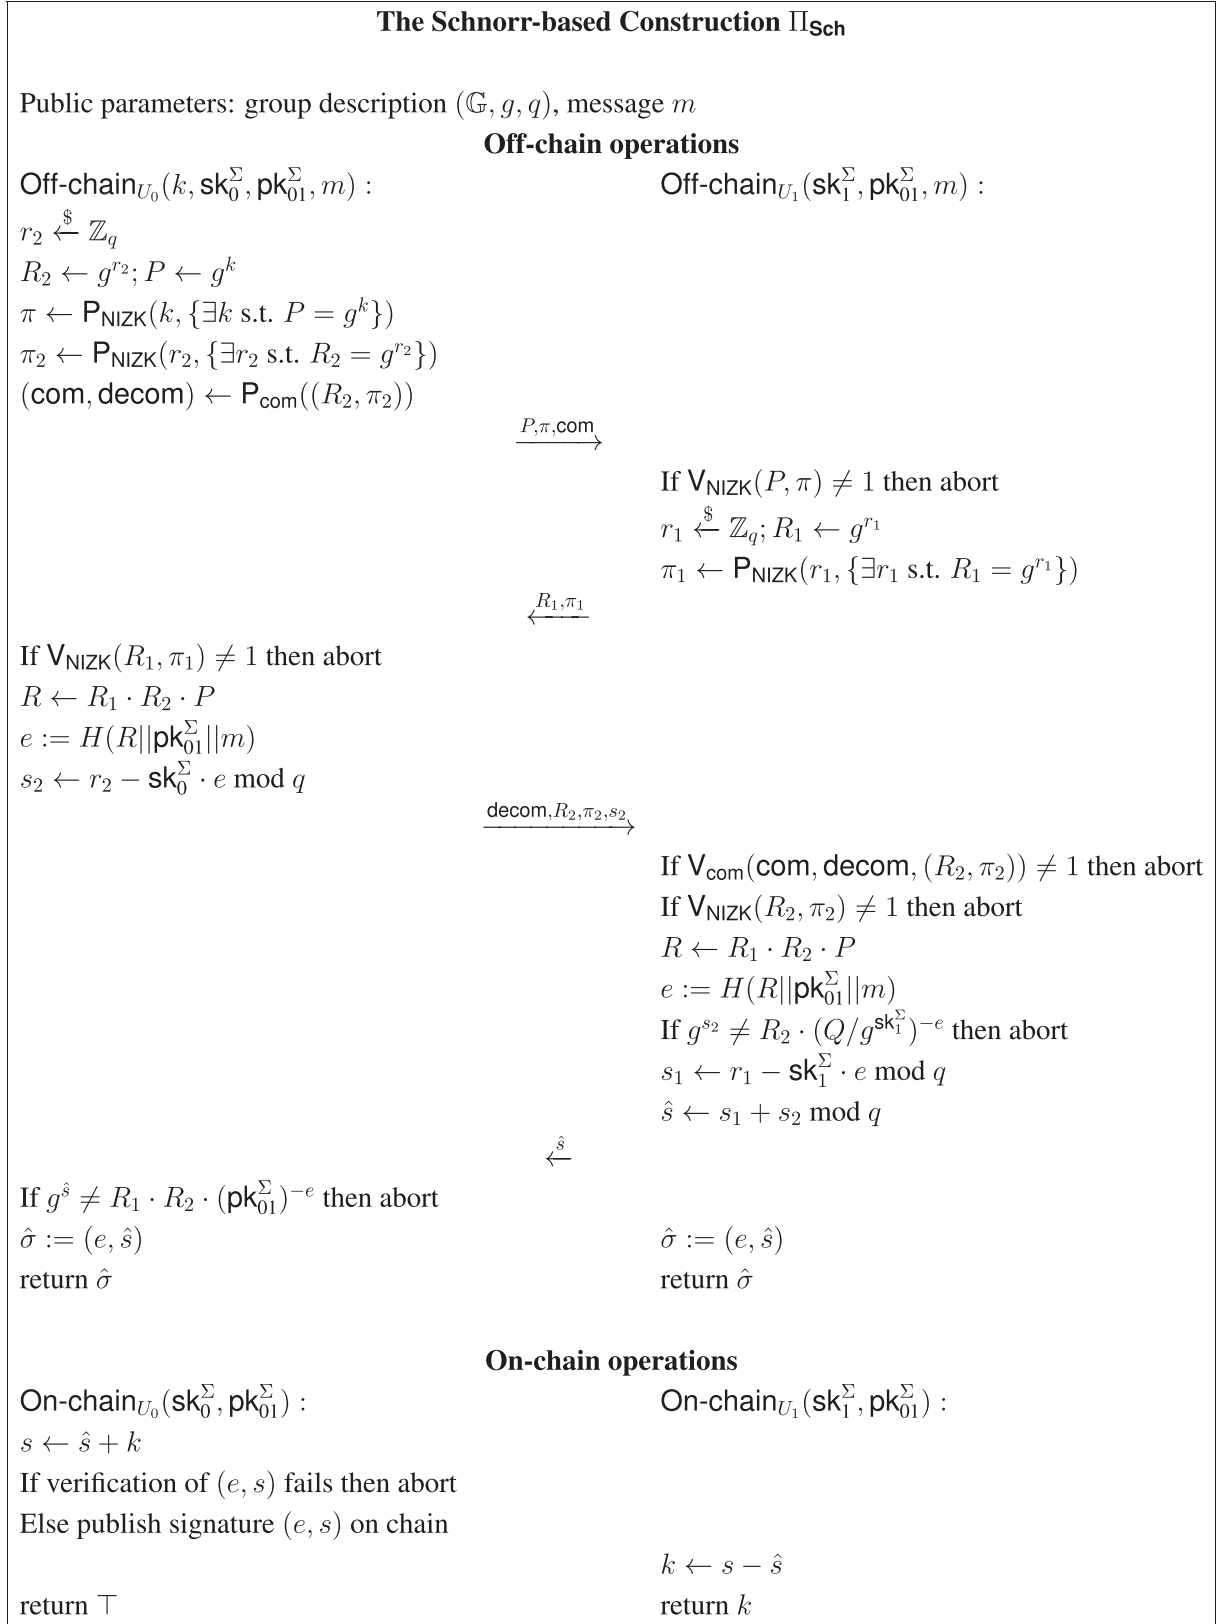 The Schnorr-based Construction Π_Sch
Public parameters: group description (𝔾, g, q), message m
Off-chain operations
Off-chain_{U_0}(k, sk_0^Σ, pk_{01}^Σ, m) :
Off-chain_{U_1}(sk_1^Σ, pk_{01}^Σ, m) :
r_2 ←$ ℤ_q
R_2 ← g^{r_2}; P ← g^k
π ← P_NIZK(k, {∃k s.t. P = g^k})
π_2 ← P_NIZK(r_2, {∃r_2 s.t. R_2 = g^{r_2}})
(com, decom) ← P_com((R_2, π_2))
P,π,com
If V_NIZK(P, π) ≠ 1 then abort
r_1 ←$ ℤ_q; R_1 ← g^{r_1}
π_1 ← P_NIZK(r_1, {∃r_1 s.t. R_1 = g^{r_1}})
R_1,π_1
If V_NIZK(R_1, π_1) ≠ 1 then abort
R ← R_1 · R_2 · P
e := H(R||pk_{01}^Σ||m)
s_2 ← r_2 − sk_0^Σ · e mod q
decom,R_2,π_2,s_2
If V_com(com, decom, (R_2, π_2)) ≠ 1 then abort
If V_NIZK(R_2, π_2) ≠ 1 then abort
R ← R_1 · R_2 · P
e := H(R||pk_{01}^Σ||m)
If g^{s_2} ≠ R_2 · (Q/g^{sk_1^Σ})^{−e} then abort
s_1 ← r_1 − sk_1^Σ · e mod q
ŝ ← s_1 + s_2 mod q
ŝ
If g^ŝ ≠ R_1 · R_2 · (pk_{01}^Σ)^{−e} then abort
σ̂ := (e, ŝ)
σ̂ := (e, ŝ)
return σ̂
return σ̂
On-chain operations
On-chain_{U_0}(sk_0^Σ, pk_{01}^Σ) :
On-chain_{U_1}(sk_1^Σ, pk_{01}^Σ) :
s ← ŝ + k
If verification of (e, s) fails then abort
Else publish signature (e, s) on chain
k ← s − ŝ
return ⊤
return k